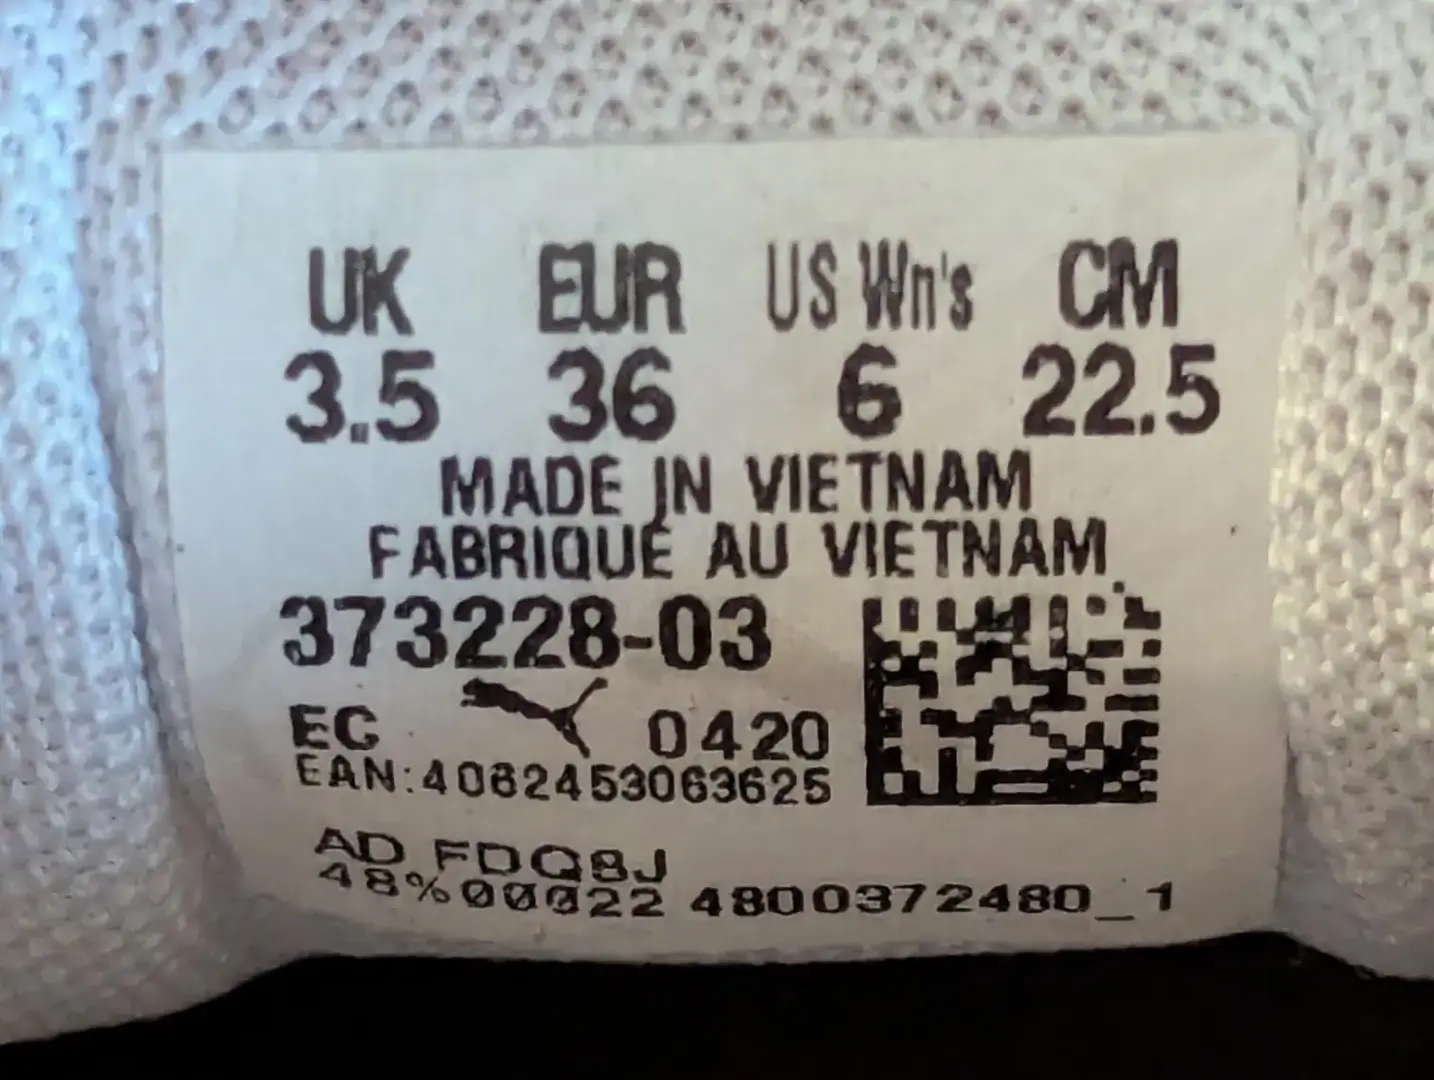 UK EUR US Wn's CM
3.5 36 6 22.5
MADE IN VIETNAM
FABRIQUE AU VIETNAM
373228-03
EC 0420
EAN:4062453063625
AD FDQ8J
48%00022 4800372480_1